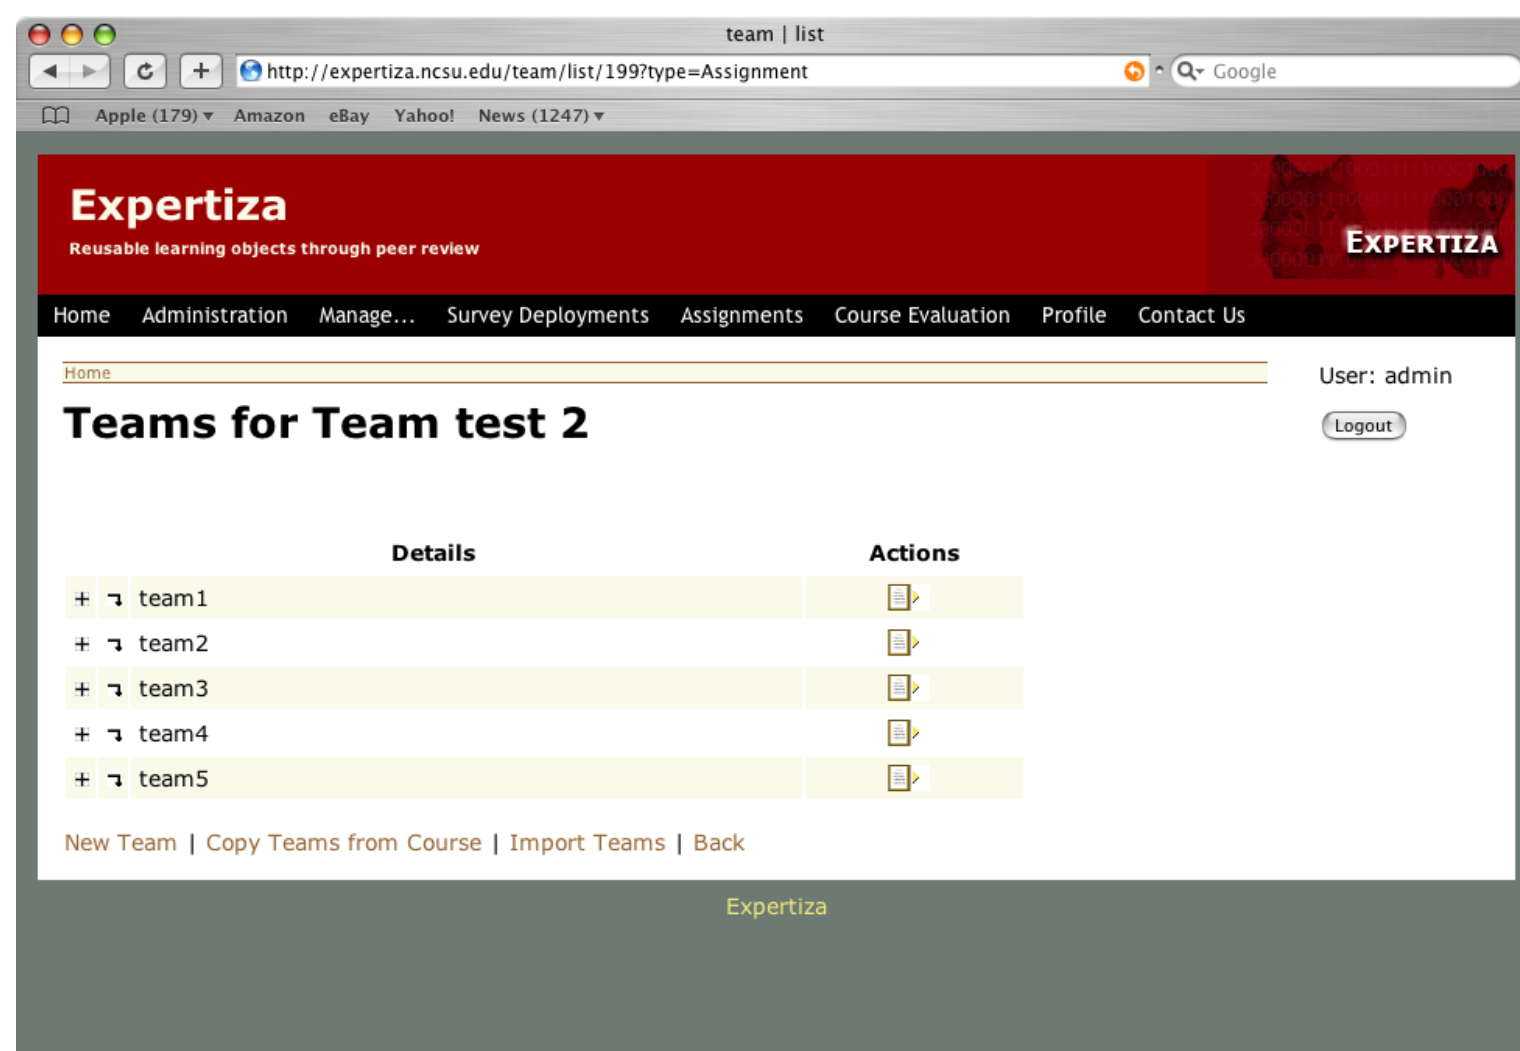 team | list
http://expertiza.ncsu.edu/team/list/199?type=Assignment
Google
Apple (179) Amazon eBay Yahoo! News (1247)
Expertiza
Reusable learning objects through peer review
EXPERTIZA
Home Administration Manage... Survey Deployments Assignments Course Evaluation Profile Contact Us
Home
User: admin
Teams for Team test 2
Logout
Details Actions
team1
team2
team3
team4
team5
New Team | Copy Teams from Course | Import Teams | Back
Expertiza